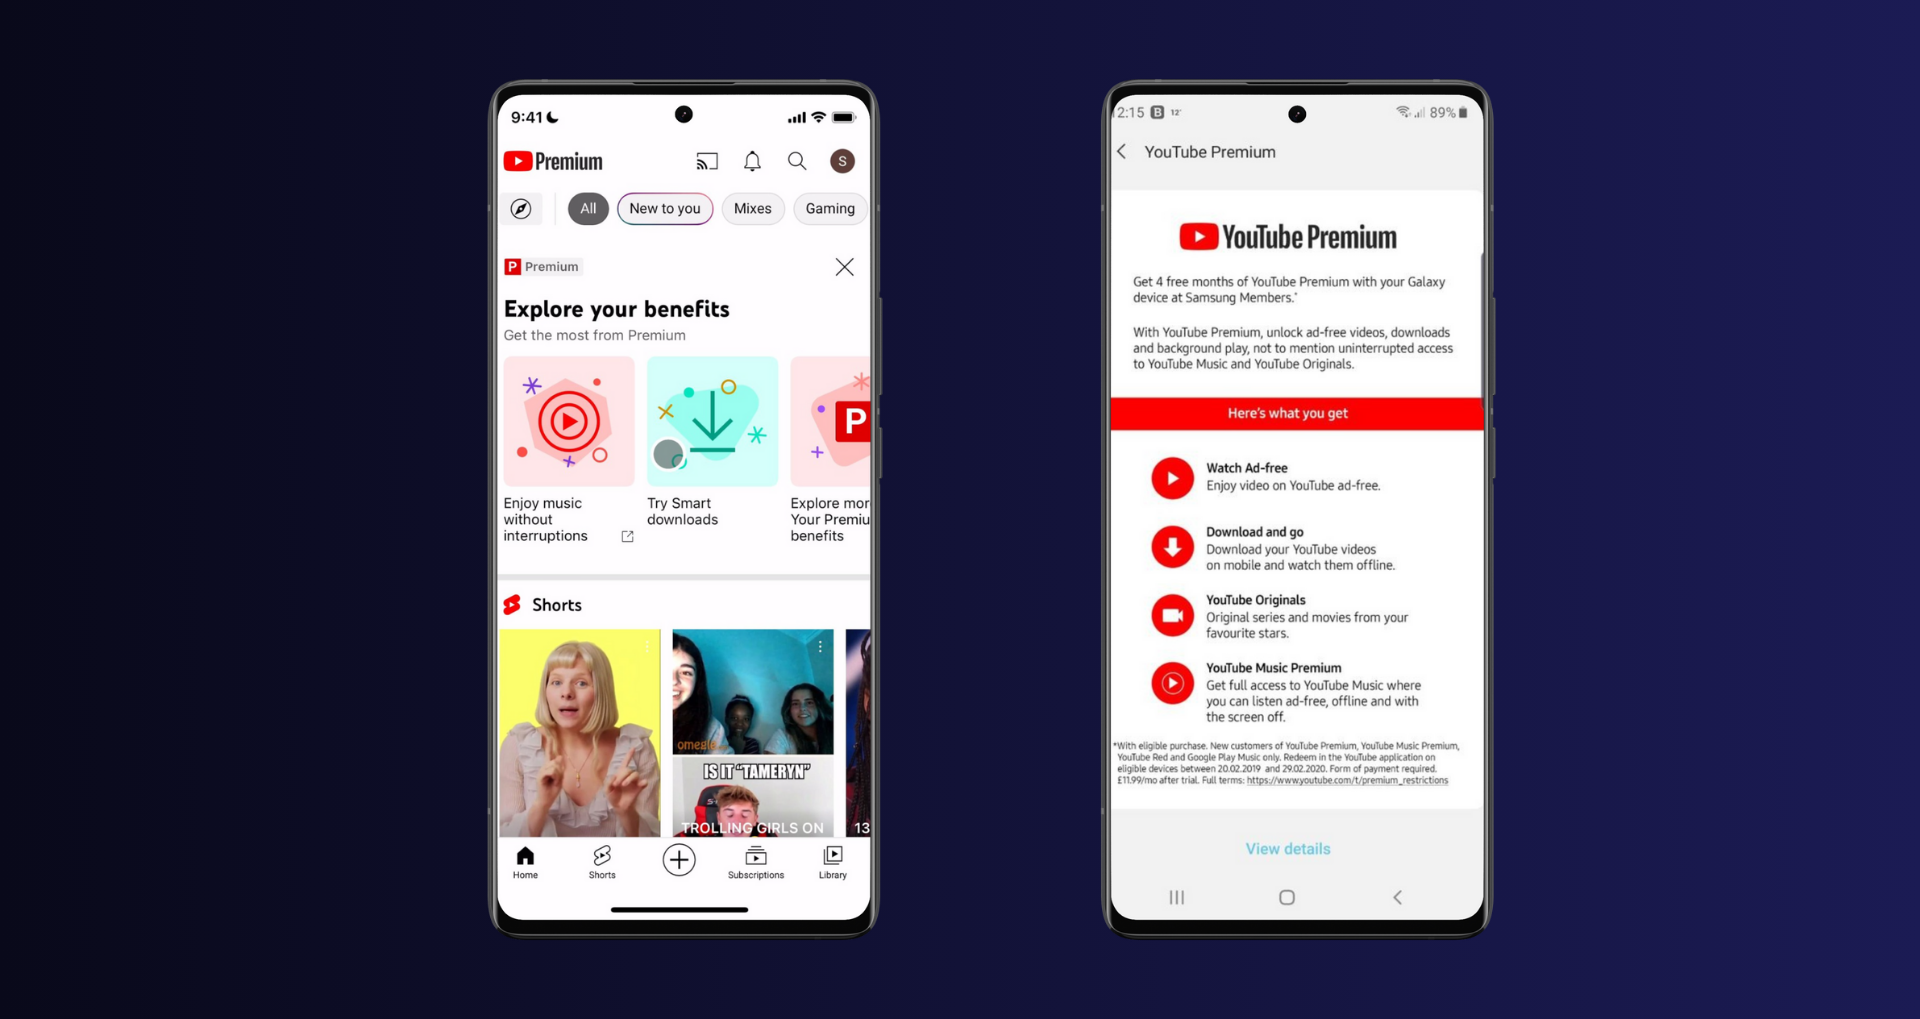 9:41
Premium
S
All
New to you
Mixes
Gaming
P Premium
Explore your benefits
Get the most from Premium
P
Enjoy music
without
interruptions
Try Smart
downloads
Explore mor
Your Premiu
benefits
Shorts
omegle
IS IT "TAMERYN"
TROLLING GIRLS ON
13
Home
Shorts
Subscriptions
Library
2:15 B 12°
89%
YouTube Premium
YouTube Premium
Get 4 free months of YouTube Premium with your Galaxy
device at Samsung Members.*
With YouTube Premium, unlock ad-free videos, downloads
and background play, not to mention uninterrupted access
to YouTube Music and YouTube Originals.
Here's what you get
Watch Ad-free
Enjoy video on YouTube ad-free.
Download and go
Download your YouTube videos
on mobile and watch them offline.
YouTube Originals
Original series and movies from your
favourite stars.
YouTube Music Premium
Get full access to YouTube Music where
you can listen ad-free, offline and with
the screen off.
*With eligible purchase. New customers of YouTube Premium, YouTube Music Premium,
YouTube Red and Google Play Music only. Redeem in the YouTube application on
eligible devices between 20.02.2019 and 29.02.2020. Form of payment required.
£11.99/mo after trial. Full terms: https://www.youtube.com/t/premium_restrictions
View details